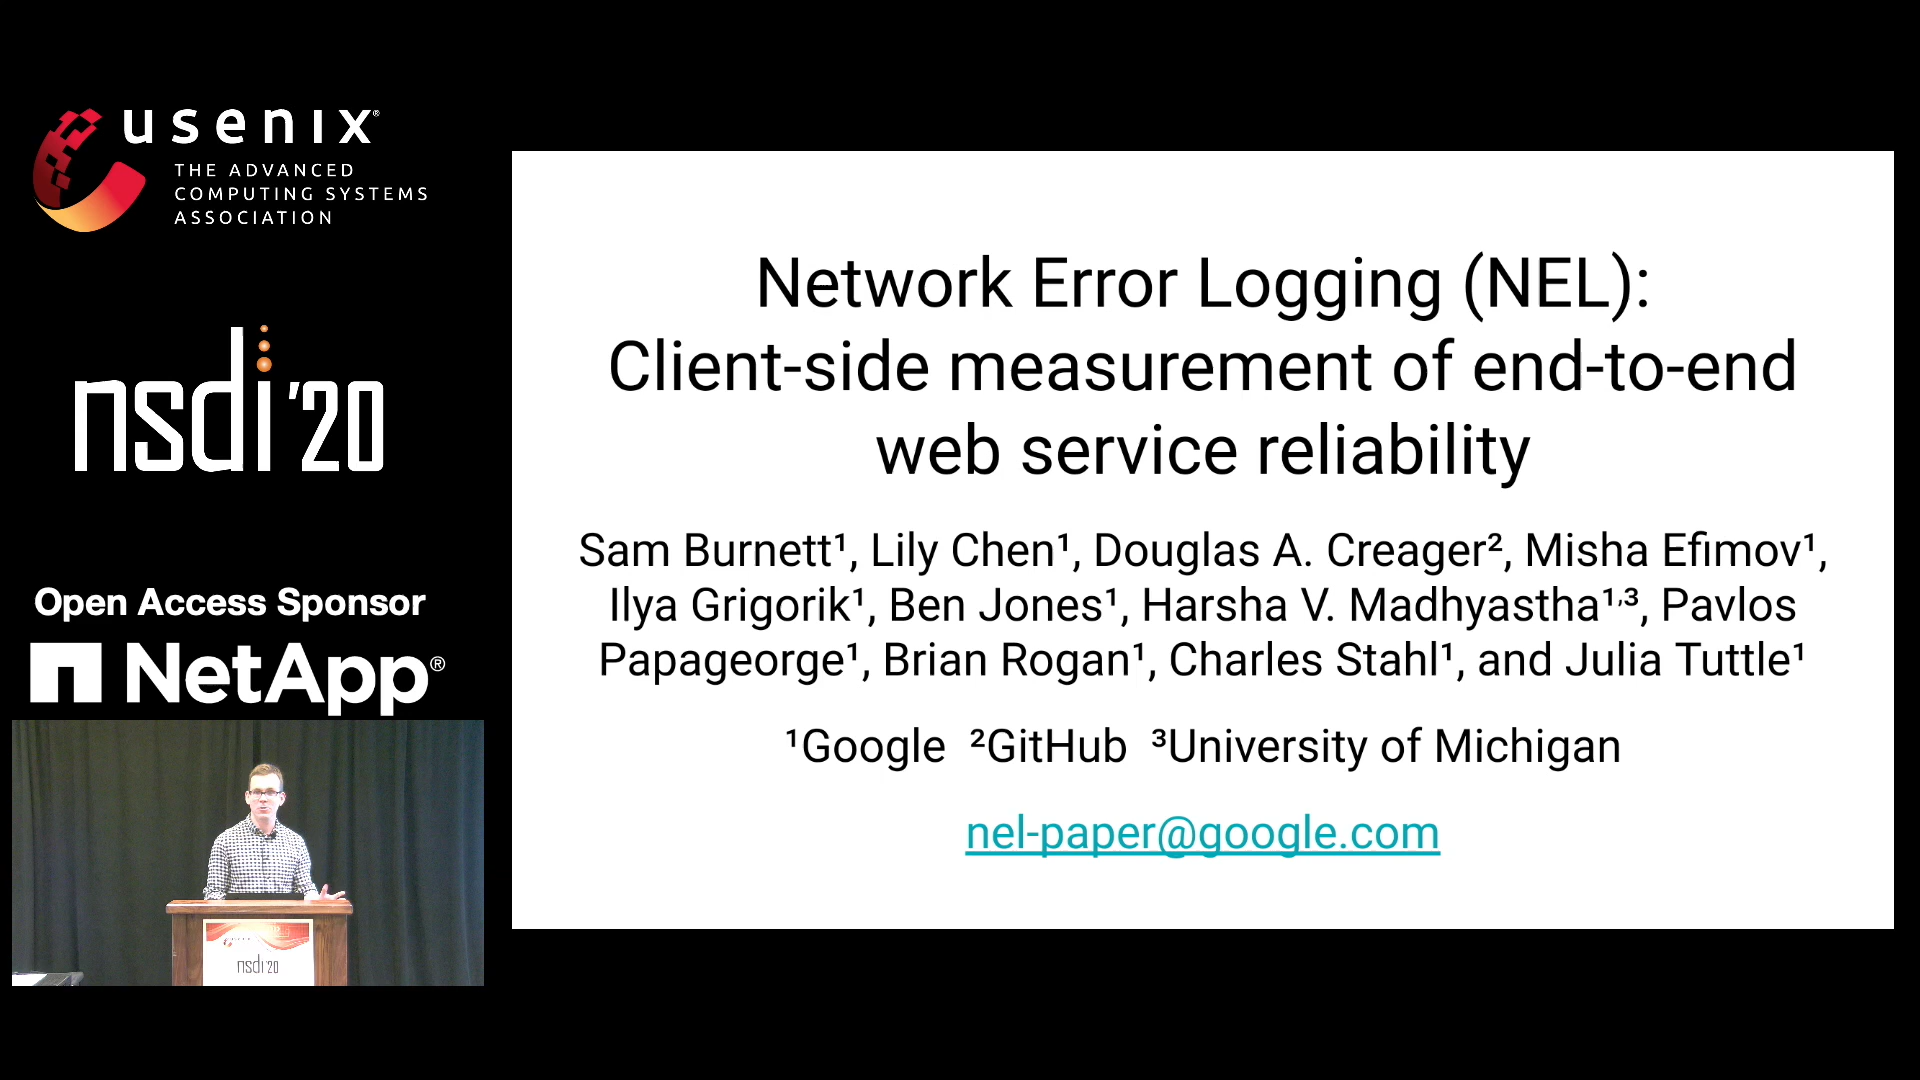 usenix®
THE ADVANCED
COMPUTING SYSTEMS
ASSOCIATION
nsdi '20
Open Access Sponsor
NetApp®
nsdi '20
Network Error Logging (NEL):
Client-side measurement of end-to-end
web service reliability
Sam Burnett¹, Lily Chen¹, Douglas A. Creager², Misha Efimov¹,
Ilya Grigorik¹, Ben Jones¹, Harsha V. Madhyastha¹,³, Pavlos
Papageorge¹, Brian Rogan¹, Charles Stahl¹, and Julia Tuttle¹
¹Google ²GitHub ³University of Michigan
nel-paper@google.com